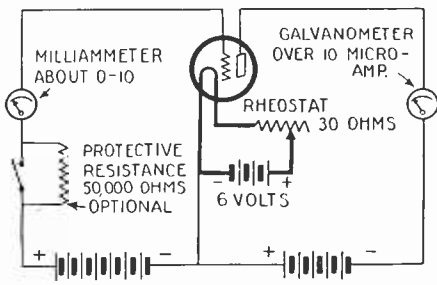 MILLIAMMETER
ABOUT 0-10
GALVANOMETER
OVER 10 MICRO-
AMP.
RHEOSTAT
30 OHMS
PROTECTIVE
RESISTANCE
50,000 OHMS
OPTIONAL
- +
6 VOLTS
+ -
+ -